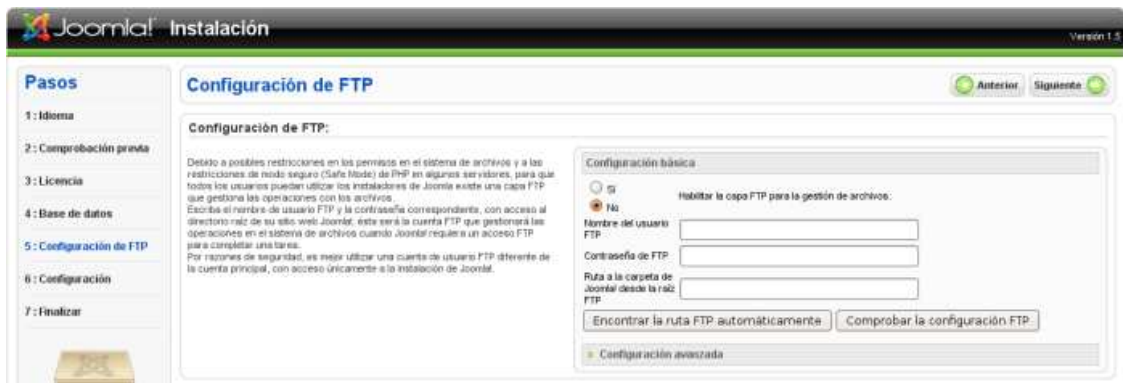 Joomla! Instalación
Versión 1.5
Pasos
1 : Idioma
2 : Comprobación previa
3 : Licencia
4 : Base de datos
5 : Configuración de FTP
6 : Configuración
7 : Finalizar
Configuración de FTP
Anterior
Siguiente
Configuración de FTP:
Debido a posibles restricciones en los permisos en el sistema de archivos y a las
restricciones de modo seguro (Safe Mode) de PHP en algunos servidores, para que
todos los usuarios puedan utilizar los instaladores de Joomla existe una capa FTP
que gestiona las operaciones con los archivos.
Escriba el nombre de usuario FTP y la contraseña correspondiente, con acceso al
directorio raíz de su sitio web Joomla!, éste será la cuenta FTP que gestionará las
operaciones en el sistema de archivos cuando Joomla! requiera un acceso FTP
para completar una tarea.
Por razones de seguridad, es mejor utilizar una cuenta de usuario FTP diferente de
la cuenta principal, con acceso únicamente a la instalación de Joomla!.
Configuración básica
Sí
No
Habilitar la capa FTP para la gestión de archivos.
Nombre del usuario
FTP
Contraseña de FTP
Ruta a la carpeta de
Joomla! desde la raíz
FTP
Encontrar la ruta FTP automáticamente
Comprobar la configuración FTP
Configuración avanzada